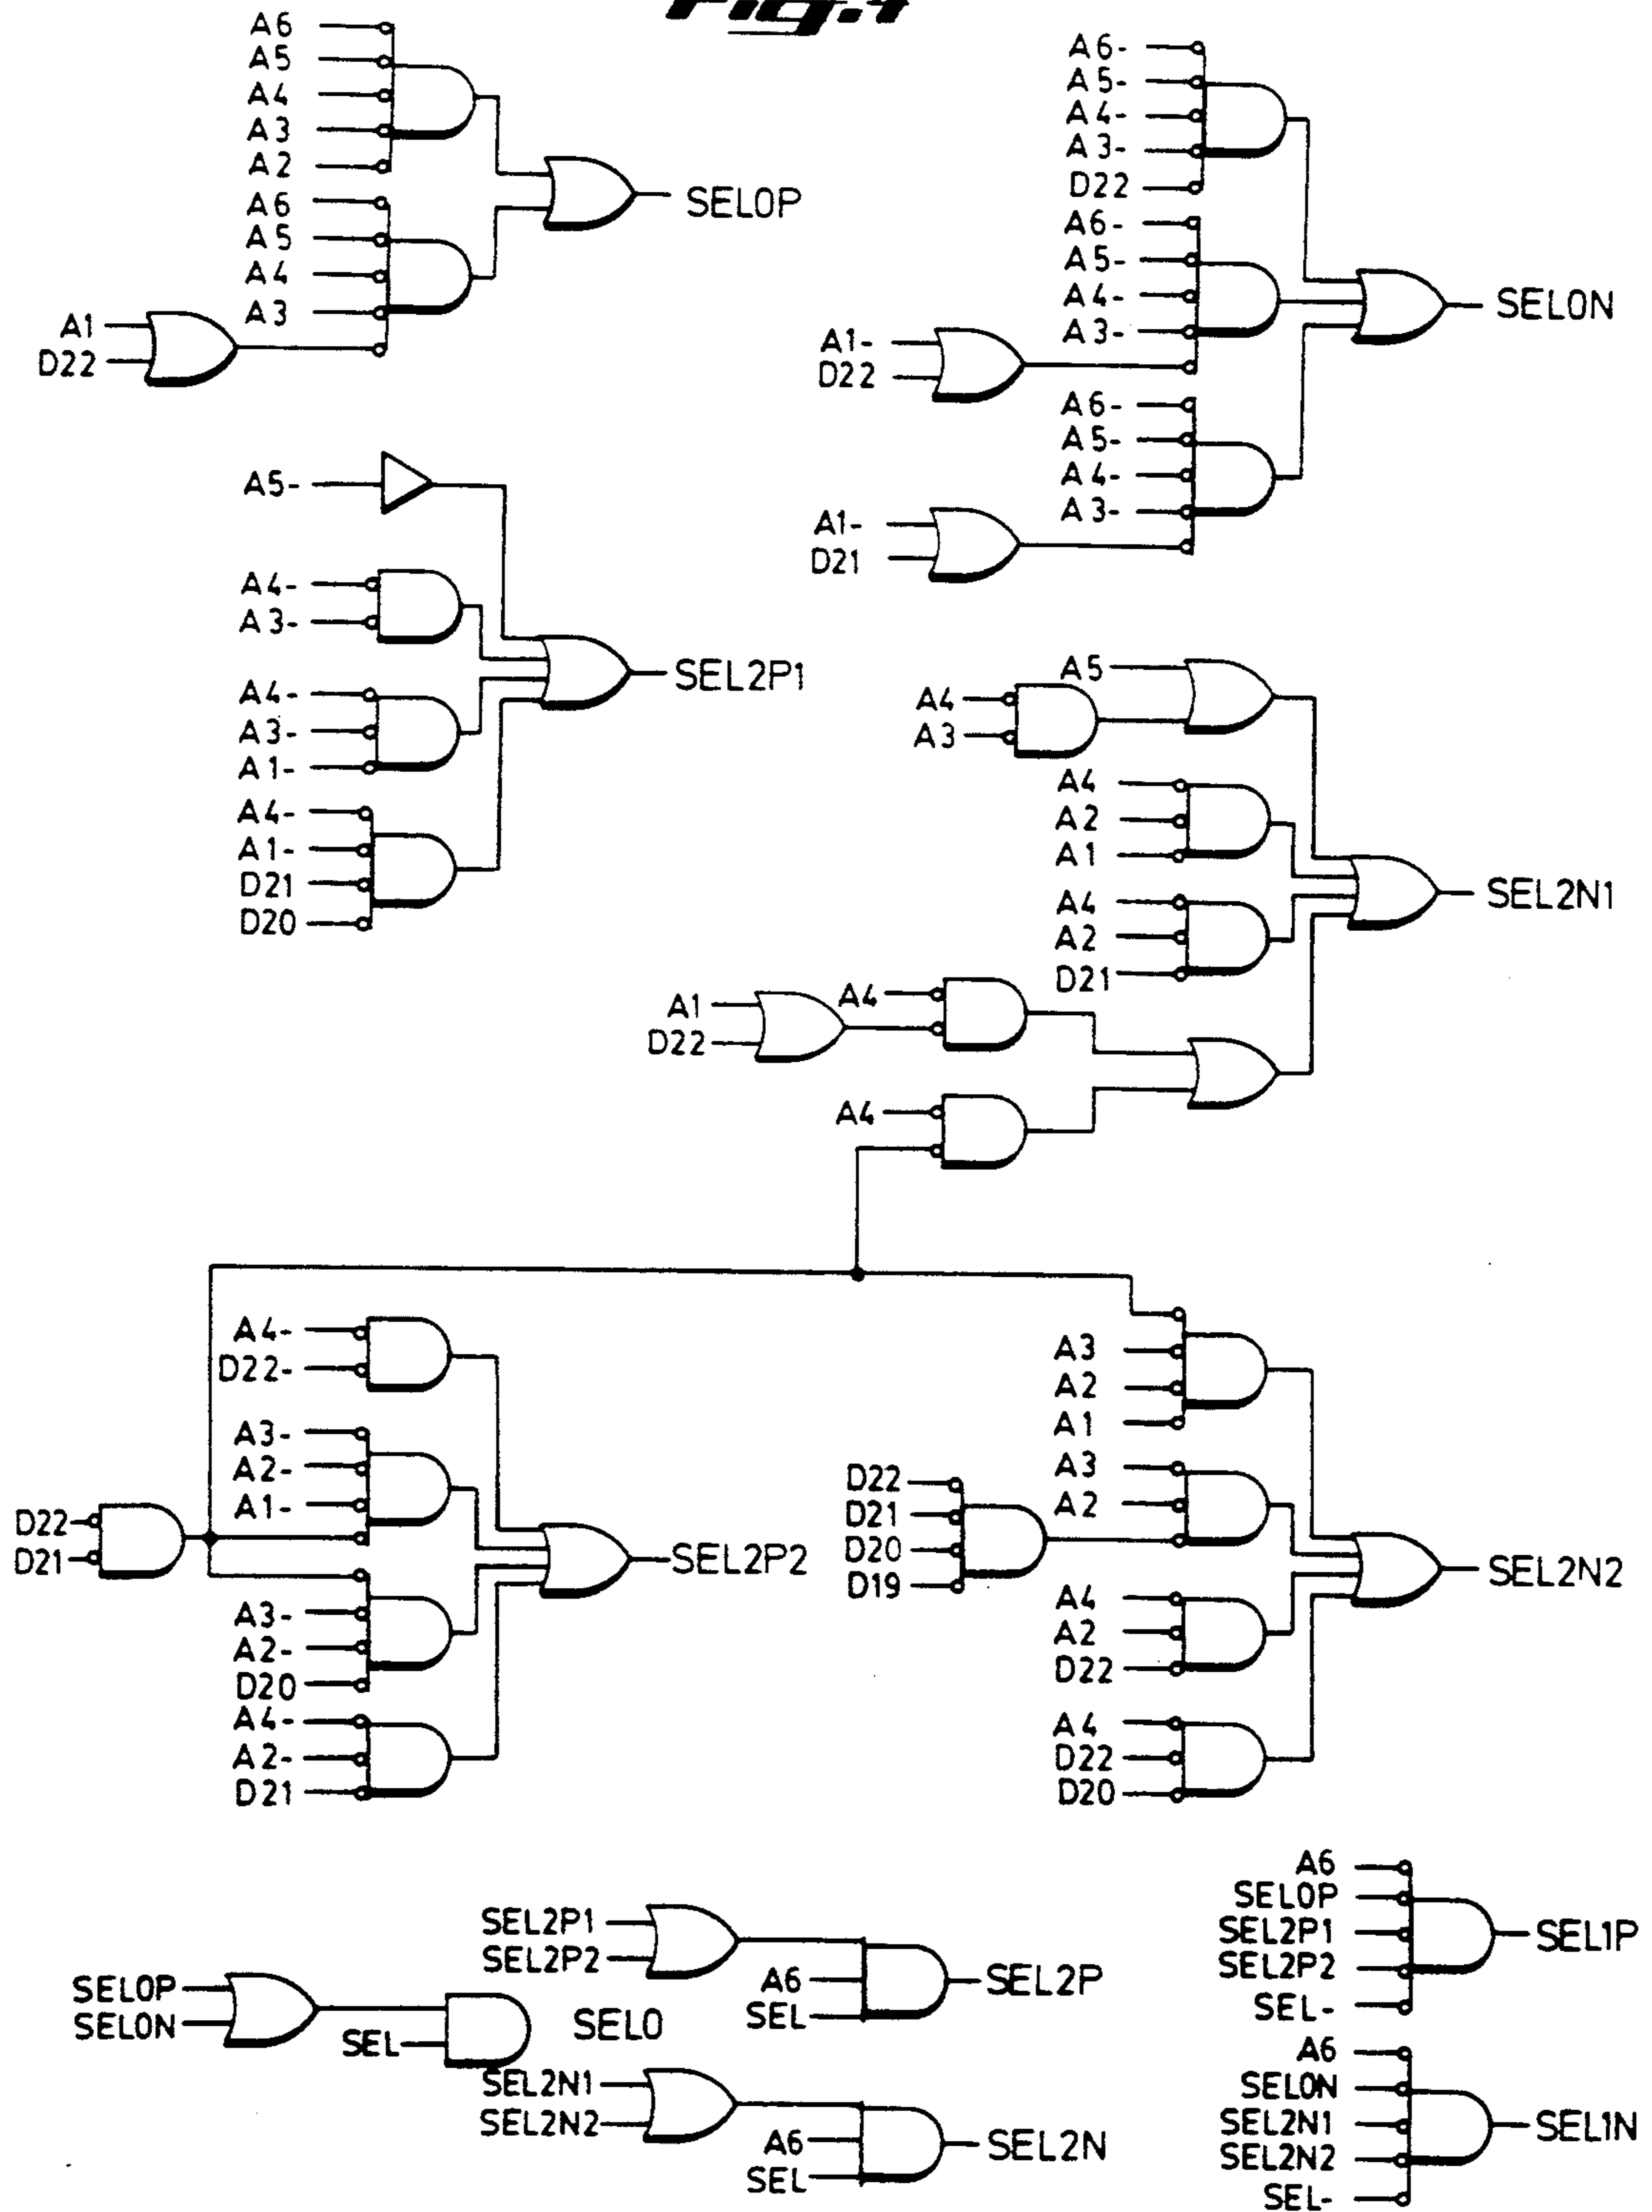 Fig. 4
A6
A5
A4
A3
A2
A6
A5
A4
A3
A1
D22
SEL0P
A6-
A5-
A4-
A3-
D22
A6-
A5-
A4-
A3-
A1-
D22
A6-
A5-
A4-
A3-
A1-
D21
SEL0N
A5-
A4-
A3-
A4-
A3-
A1-
A4-
A1-
D21
D20
SEL2P1
A5
A4
A3
A4
A2
A1
A4
A2
D21
A1
D22
A4
A4
SEL2N1
A4-
D22-
A3-
A2-
A1-
D22
D21
A3-
A2-
D20
A4-
A2-
D21
SEL2P2
A3
A2
A1
A3
A2
D22
D21
D20
D19
A4
A2
D22
A4
D22
D20
SEL2N2
SEL0P
SEL0N
SEL
SEL0
SEL2P1
SEL2P2
A6
SEL
SEL2P
SEL2N1
SEL2N2
A6
SEL
SEL2N
A6
SEL0P
SEL2P1
SEL2P2
SEL-
SEL1P
A6
SEL0N
SEL2N1
SEL2N2
SEL-
SEL1N